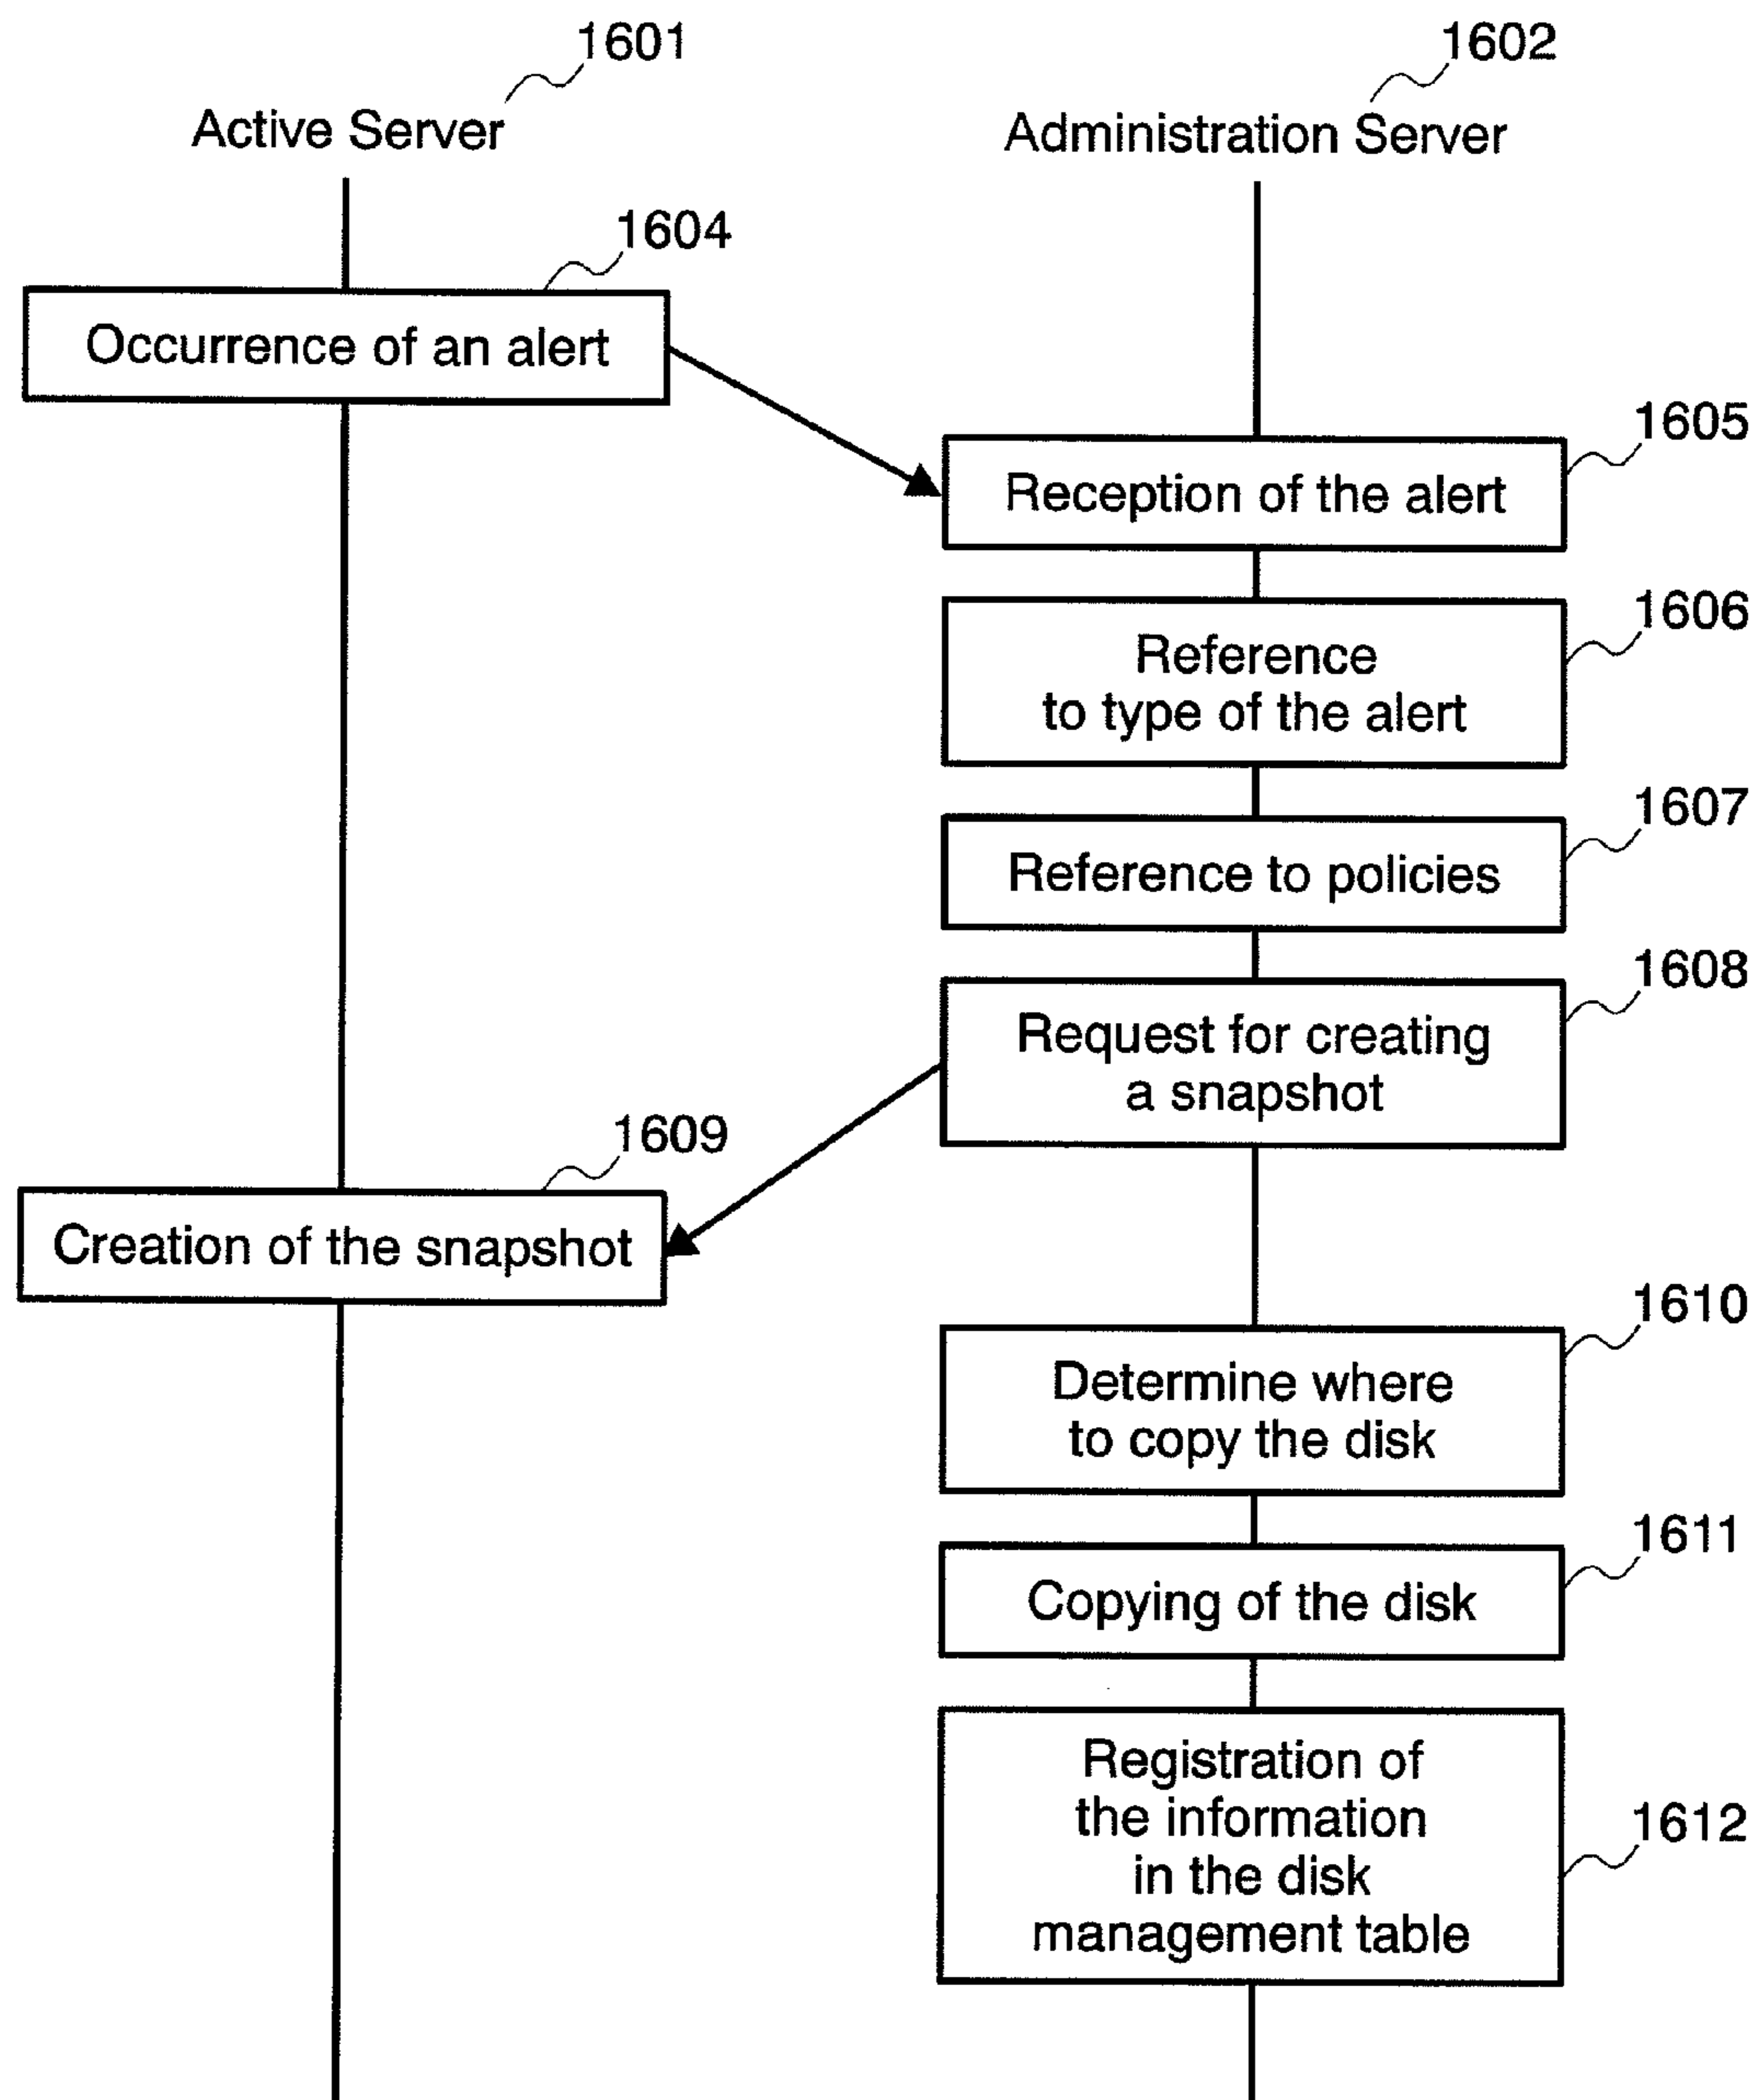 1601
1602
Active Server
Administration Server
1604
Occurrence of an alert
1605
Reception of the alert
1606
Reference
to type of the alert
1607
Reference to policies
1608
Request for creating
a snapshot
1609
Creation of the snapshot
1610
Determine where
to copy the disk
1611
Copying of the disk
1612
Registration of
the information
in the disk
management table